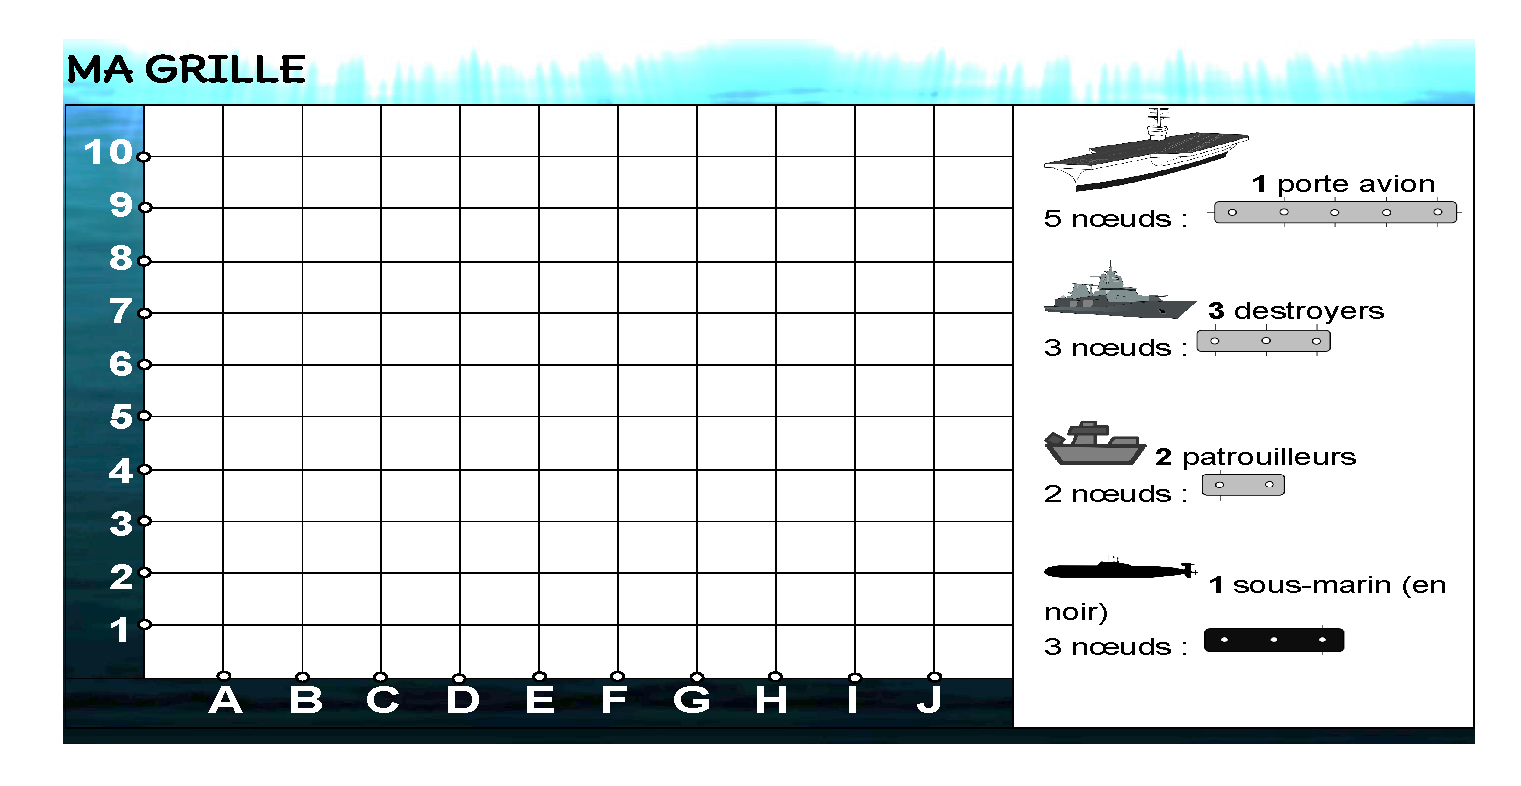 MA GRILLE
10
9
8
7
6
5
4
3
2
1
A B C D E F G H I J
1 porte avion
5 nœuds :
3 destroyers
3 nœuds :
2 patrouilleurs
2 nœuds :
1 sous-marin (en
noir)
3 nœuds :